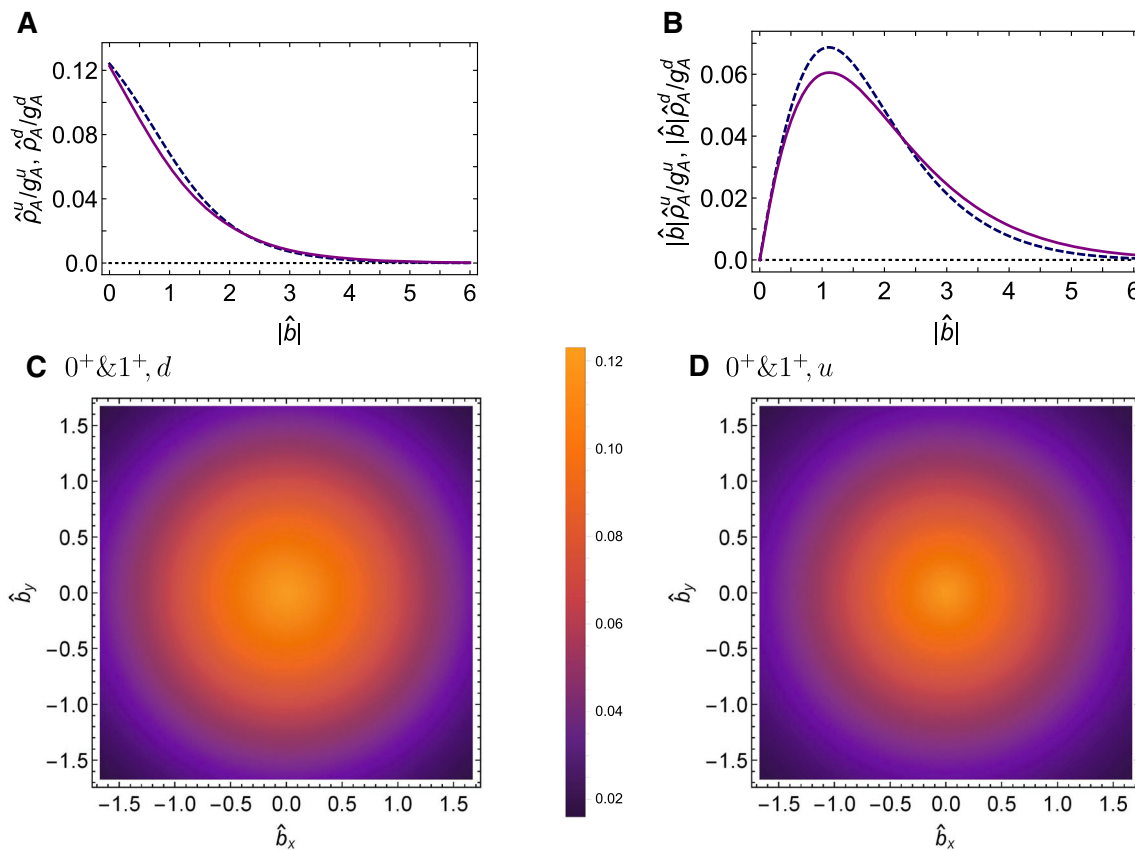 A
B
ρ̂_A^u/g_A^u, ρ̂_A^d/g_A^d
0.12
0.08
0.04
0.0
0 1 2 3 4 5 6
|b̂|
|b̂|ρ̂_A^u/g_A^u, |b̂|ρ̂_A^d/g_A^d
0.06
0.04
0.02
0.0
0 1 2 3 4 5 6
|b̂|
C 0⁺&1⁺, d
b̂_y
1.5
1.0
0.5
0.0
−0.5
−1.0
−1.5
−1.5 −1.0 −0.5 0.0 0.5 1.0 1.5
b̂_x
0.12
0.10
0.08
0.06
0.04
0.02
D 0⁺&1⁺, u
b̂_y
1.5
1.0
0.5
0.0
−0.5
−1.0
−1.5
−1.5 −1.0 −0.5 0.0 0.5 1.0 1.5
b̂_x